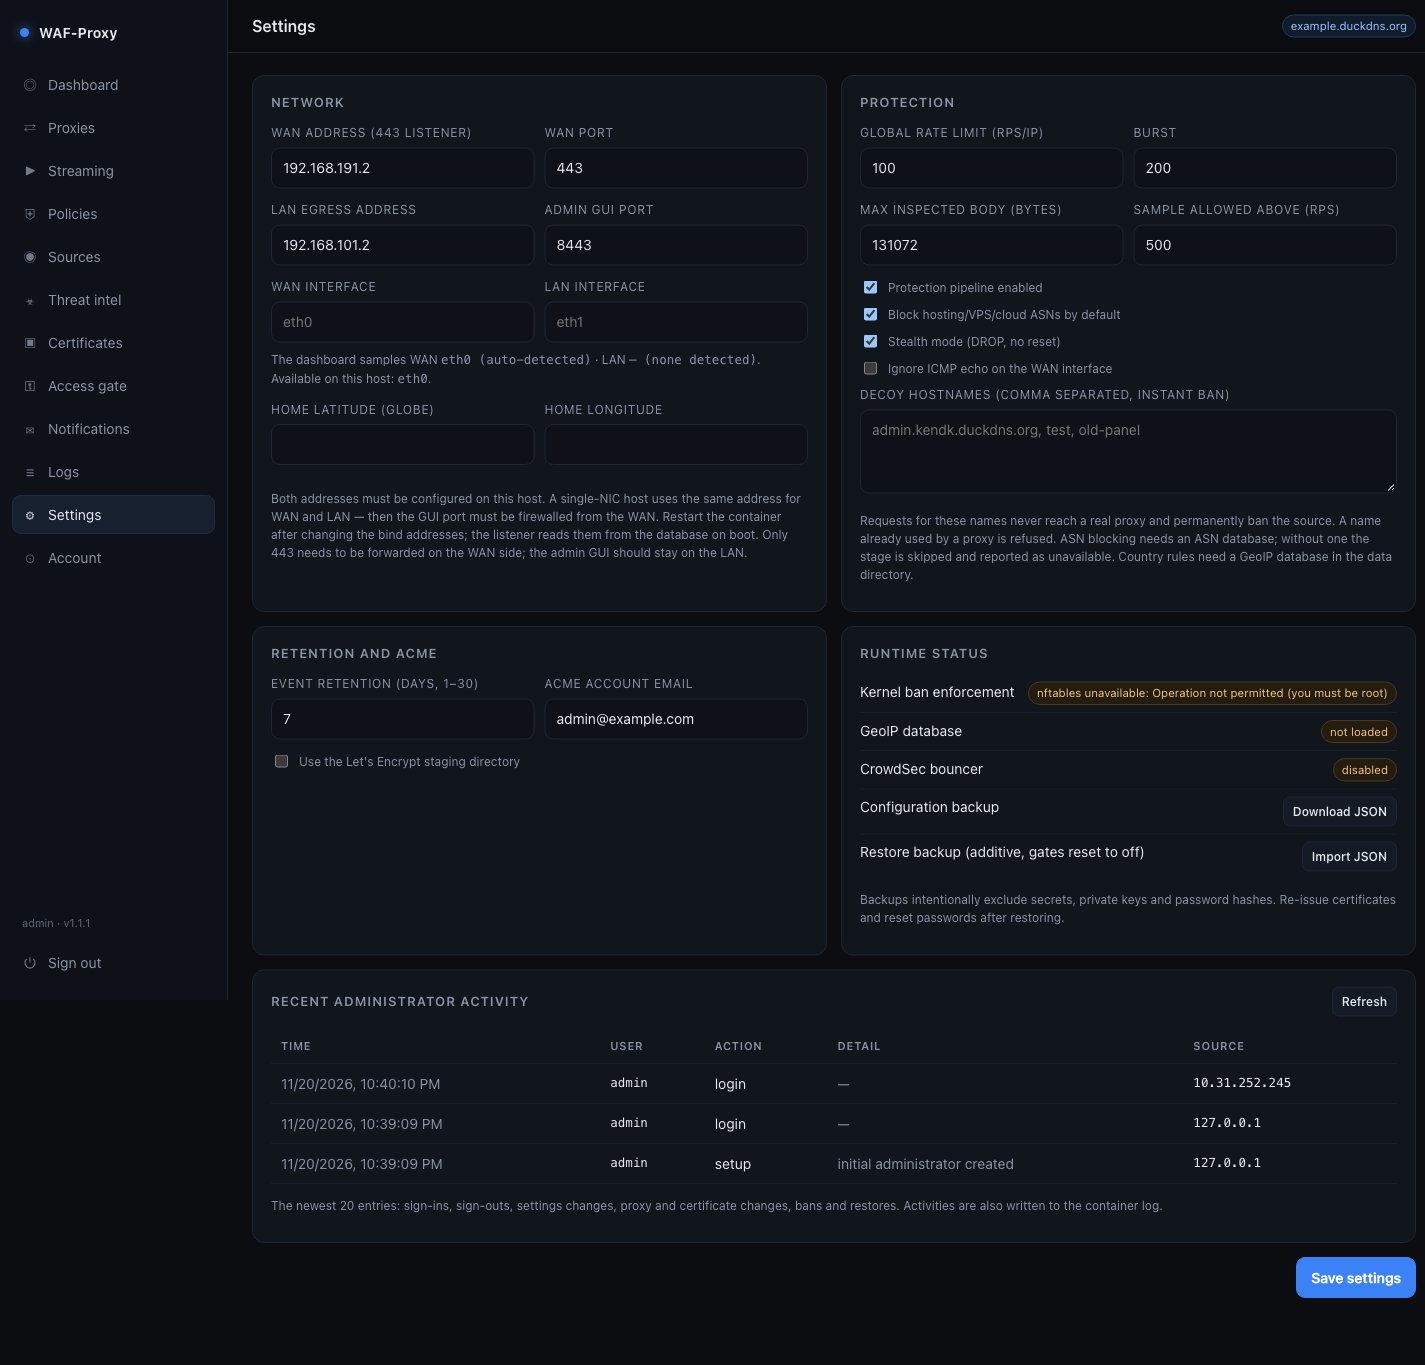 WAF-Proxy
Dashboard
Proxies
Streaming
Policies
Sources
Threat intel
Certificates
Access gate
Notifications
Logs
Settings
Account
admin · v1.1.1
Sign out
Settings
example.duckdns.org
NETWORK
WAN ADDRESS (443 LISTENER)
WAN PORT
192.168.191.2
443
LAN EGRESS ADDRESS
ADMIN GUI PORT
192.168.101.2
8443
WAN INTERFACE
LAN INTERFACE
eth0
eth1
The dashboard samples WAN eth0 (auto-detected) · LAN — (none detected).
Available on this host: eth0.
HOME LATITUDE (GLOBE)
HOME LONGITUDE
Both addresses must be configured on this host. A single-NIC host uses the same address for
WAN and LAN — then the GUI port must be firewalled from the WAN. Restart the container
after changing the bind addresses; the listener reads them from the database on boot. Only
443 needs to be forwarded on the WAN side; the admin GUI should stay on the LAN.
PROTECTION
GLOBAL RATE LIMIT (RPS/IP)
BURST
100
200
MAX INSPECTED BODY (BYTES)
SAMPLE ALLOWED ABOVE (RPS)
131072
500
Protection pipeline enabled
Block hosting/VPS/cloud ASNs by default
Stealth mode (DROP, no reset)
Ignore ICMP echo on the WAN interface
DECOY HOSTNAMES (COMMA SEPARATED, INSTANT BAN)
admin.kendk.duckdns.org, test, old-panel
Requests for these names never reach a real proxy and permanently ban the source. A name
already used by a proxy is refused. ASN blocking needs an ASN database; without one the
stage is skipped and reported as unavailable. Country rules need a GeoIP database in the data
directory.
RETENTION AND ACME
EVENT RETENTION (DAYS, 1–30)
ACME ACCOUNT EMAIL
7
admin@example.com
Use the Let's Encrypt staging directory
RUNTIME STATUS
Kernel ban enforcement
nftables unavailable: Operation not permitted (you must be root)
GeoIP database
not loaded
CrowdSec bouncer
disabled
Configuration backup
Download JSON
Restore backup (additive, gates reset to off)
Import JSON
Backups intentionally exclude secrets, private keys and password hashes. Re-issue certificates
and reset passwords after restoring.
RECENT ADMINISTRATOR ACTIVITY
Refresh
TIME USER ACTION DETAIL SOURCE
11/20/2026, 10:40:10 PM admin login — 10.31.252.245
11/20/2026, 10:39:09 PM admin login — 127.0.0.1
11/20/2026, 10:39:09 PM admin setup initial administrator created 127.0.0.1
The newest 20 entries: sign-ins, sign-outs, settings changes, proxy and certificate changes, bans and restores. Activities are also written to the container log.
Save settings